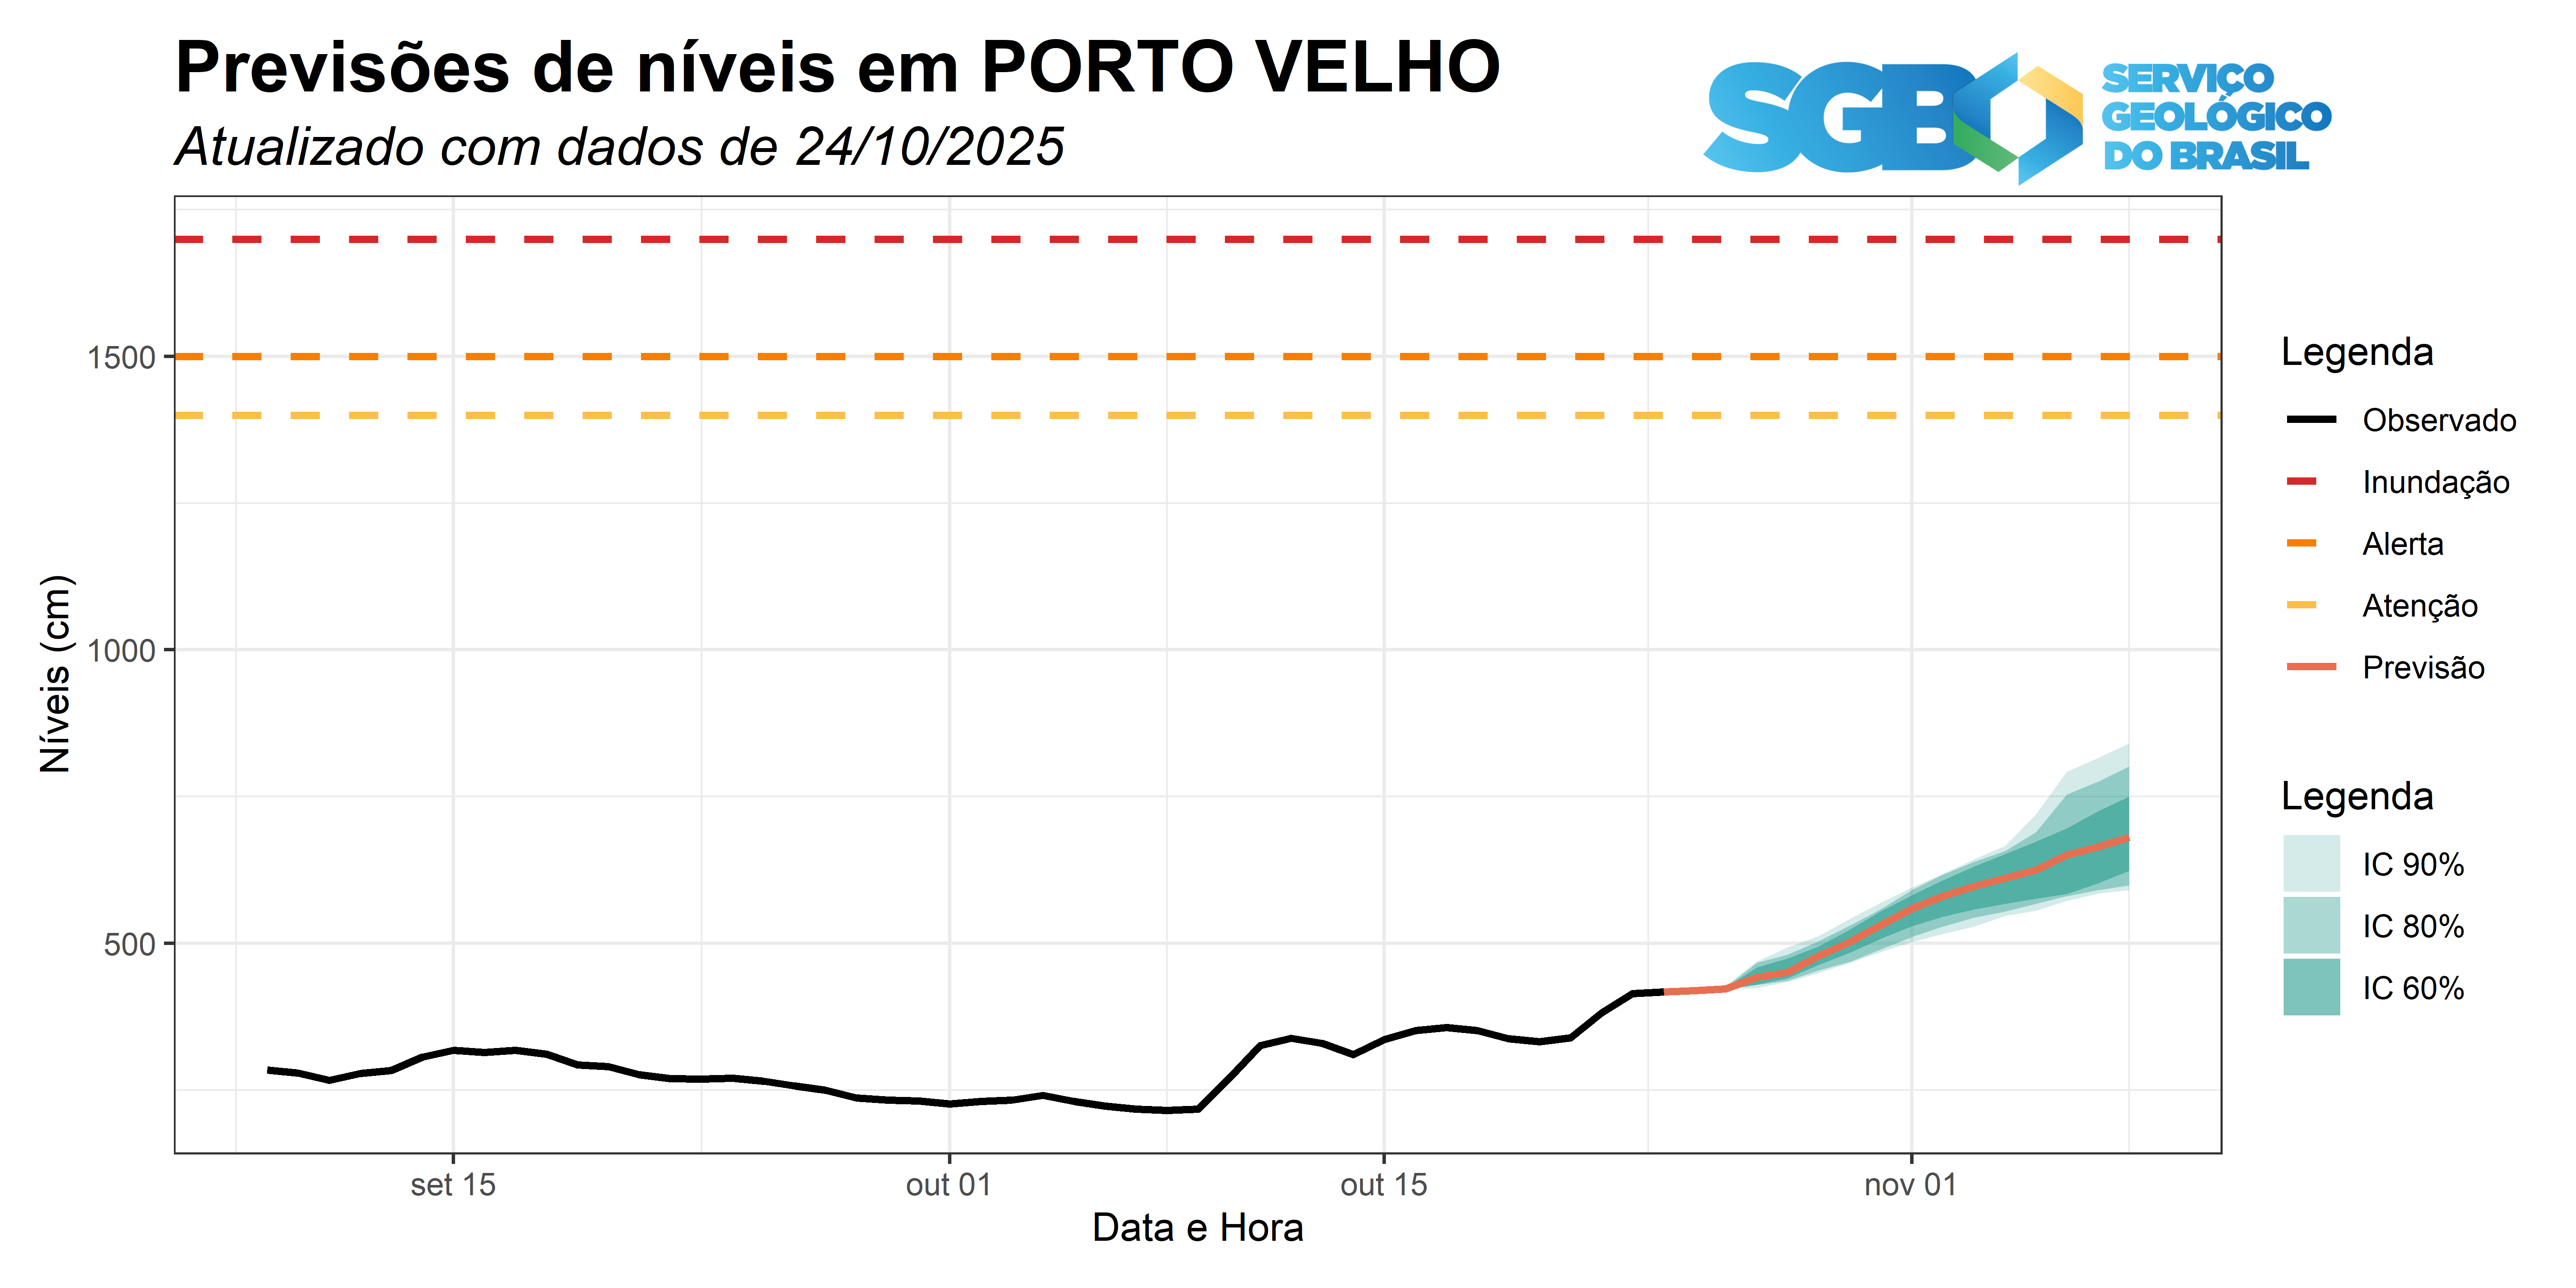 Previsões de níveis em PORTO VELHO
Atualizado com dados de 24/10/2025
SGB
SERVIÇO
GEOLÓGICO
DO BRASIL
Níveis (cm)
1500
1000
500
set 15
out 01
out 15
nov 01
Data e Hora
Legenda
Observado
Inundação
Alerta
Atenção
Previsão
Legenda
IC 90%
IC 80%
IC 60%